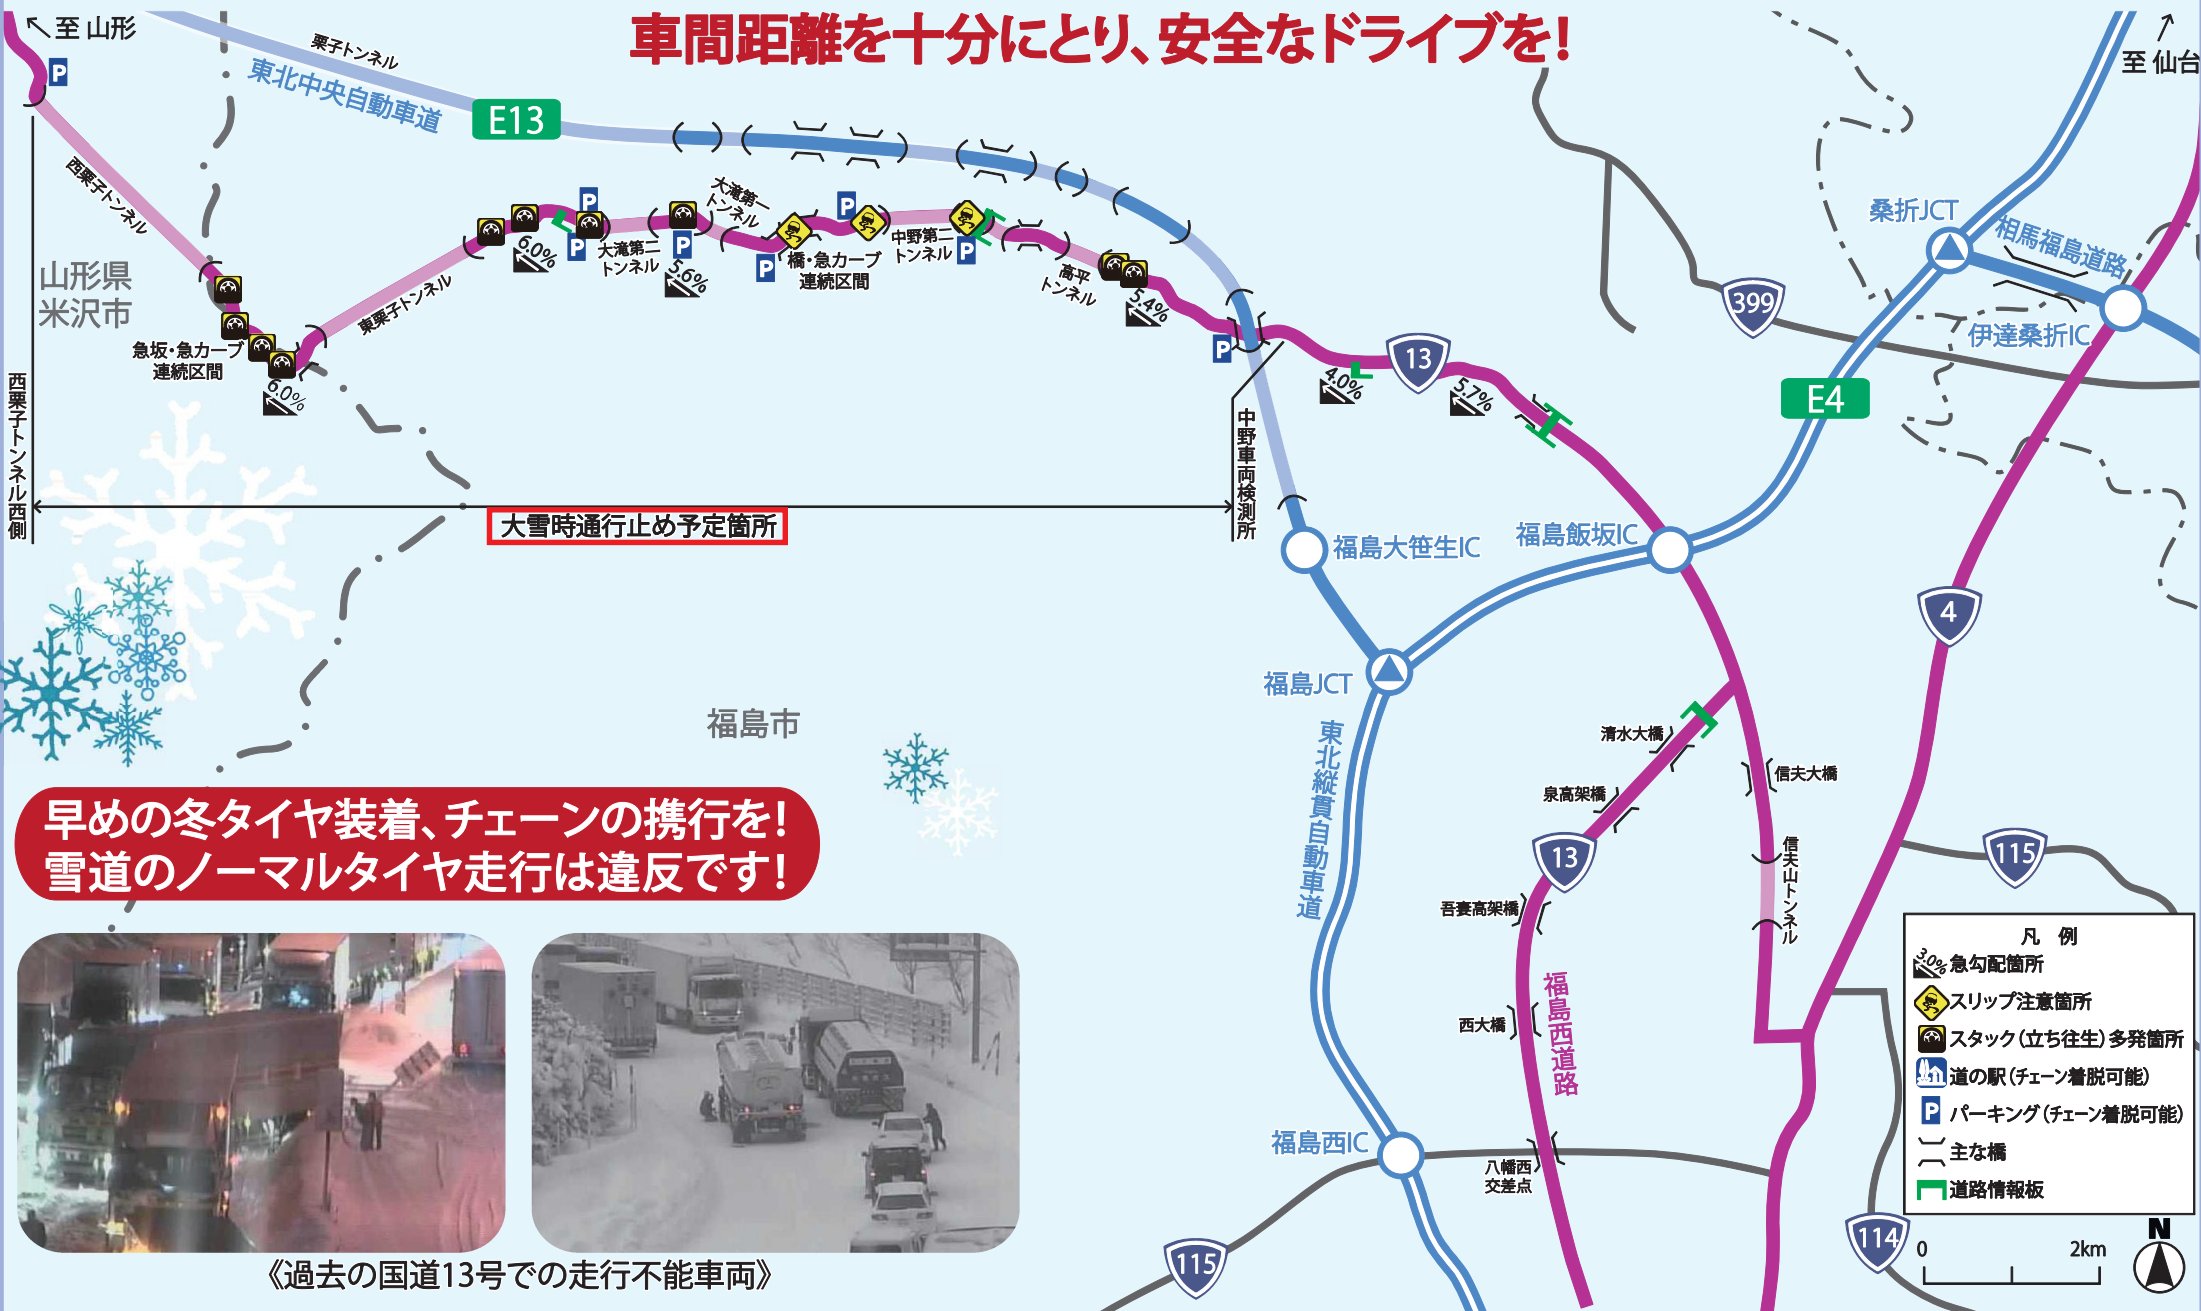 車間距離を十分にとり、安全なドライブを!
至 山形
P
栗子トンネル
東北中央自動車道
E13
西栗子トンネル
山形県
米沢市
急坂・急カーブ
連続区間
6.0%
東栗子トンネル
6.0%
P
P
大滝第二
トンネル
5.6%
P
大滝第一
トンネル
P
P
橋・急カーブ
連続区間
中野第二
トンネル
P
高平
トンネル
5.4%
P
4.0%
13
5.7%
西栗子トンネル西側
大雪時通行止め予定箇所
中野車両検測所
至 仙台
桑折JCT
相馬福島道路
399
伊達桑折IC
E4
福島大笹生IC
福島飯坂IC
4
福島JCT
福島市
東北縦貫自動車道
清水大橋
信夫大橋
泉高架橋
13
信夫山トンネル
115
吾妻高架橋
西大橋
福島西道路
福島西IC
八幡西
交差点
115
114
早めの冬タイヤ装着、チェーンの携行を!
雪道のノーマルタイヤ走行は違反です!
《過去の国道13号での走行不能車両》
凡 例
3.0%
急勾配箇所
スリップ注意箇所
スタック(立ち往生)多発箇所
道の駅(チェーン着脱可能)
P
パーキング(チェーン着脱可能)
主な橋
道路情報板
0
2km
N